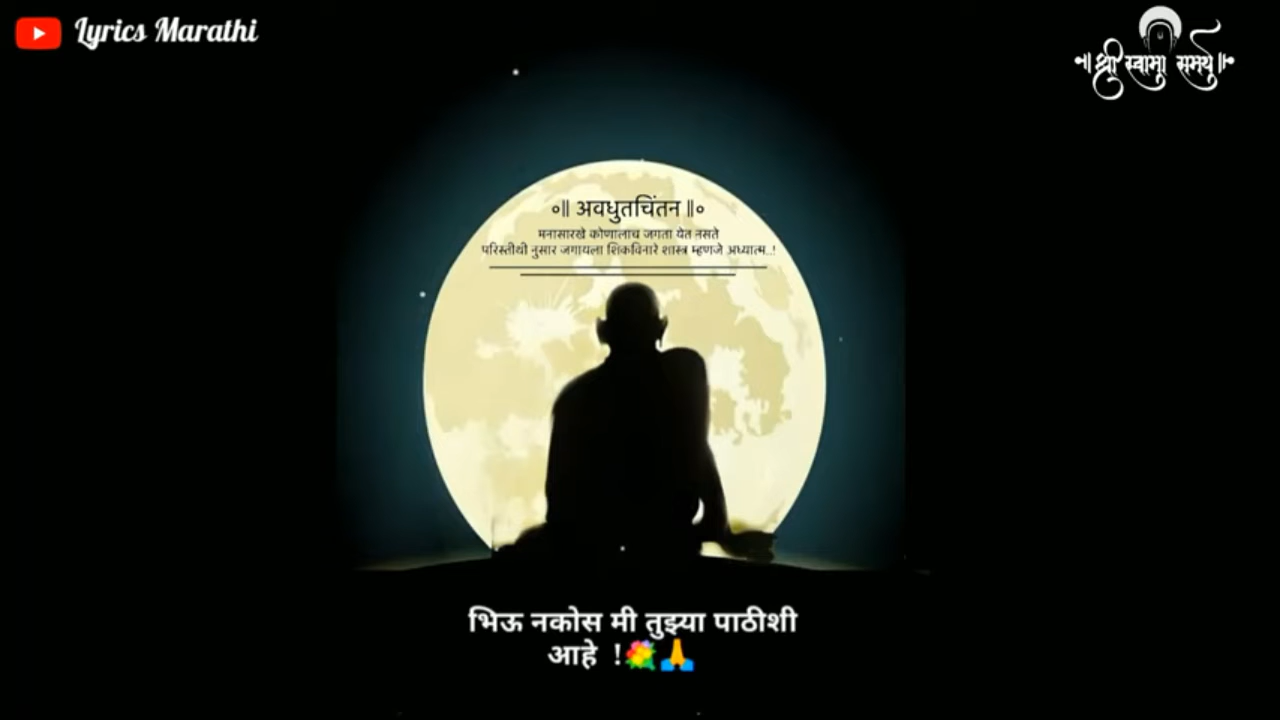 Lyrics Marathi
॥ श्री स्वामी समर्थ ॥
॰॥ अवधुतचिंतन ॥॰
मनासारखे कोणालाच जगता येत नसते
परिस्तीथी नुसार जगायला शिकविनारे शास्त्र म्हणजे अध्यात्म..!
भिऊ नकोस मी तुझ्या पाठीशी
आहे !💐🙏